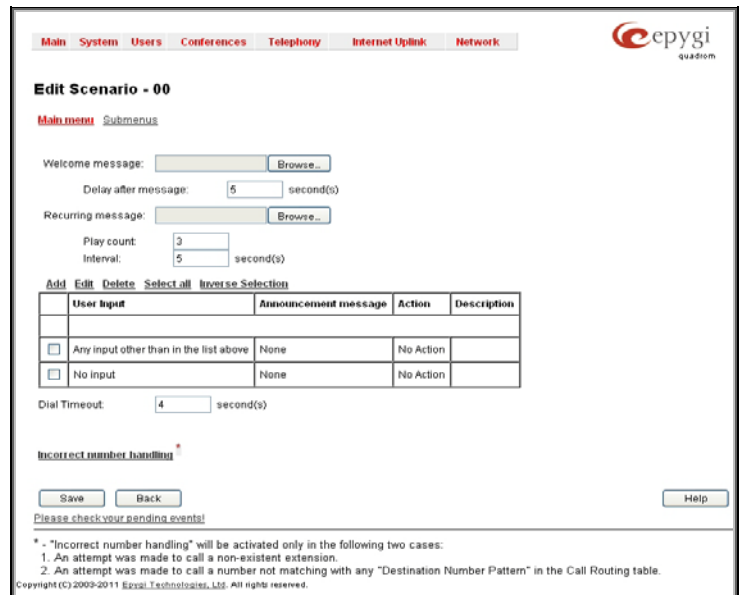 Main System Users Conferences Telephony Internet Uplink Network
epygi
quadrom
Edit Scenario - 00
Main menu Submenus
Welcome message: Browse...
Delay after message: 5 second(s)
Recurring message: Browse...
Play count: 3
Interval: 5 second(s)
Add Edit Delete Select all Inverse Selection
User Input Announcement message Action Description
Any input other than in the list above None No Action
No input None No Action
Dial Timeout: 4 second(s)
Incorrect number handling *
Save Back Help
Please check your pending events!
* - "Incorrect number handling" will be activated only in the following two cases:
1. An attempt was made to call a non-existent extension.
2. An attempt was made to call a number not matching with any "Destination Number Pattern" in the Call Routing table.
Copyright (C) 2003-2011 Epygi Technologies, Ltd. All rights reserved.